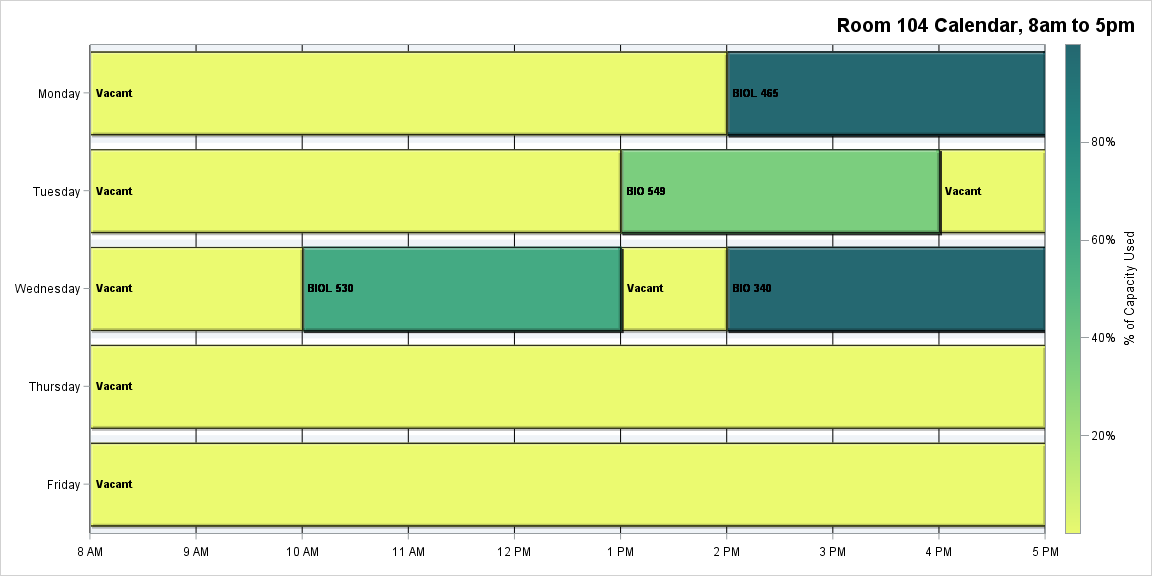 Room 104 Calendar, 8am to 5pm
Monday
Vacant
BIOL 465
Tuesday
Vacant
BIO 549
Vacant
Wednesday
Vacant
BIOL 530
Vacant
BIO 340
Thursday
Vacant
Friday
Vacant
8 AM 9 AM 10 AM 11 AM 12 PM 1 PM 2 PM 3 PM 4 PM 5 PM
80%
60%
40%
20%
% of Capacity Used